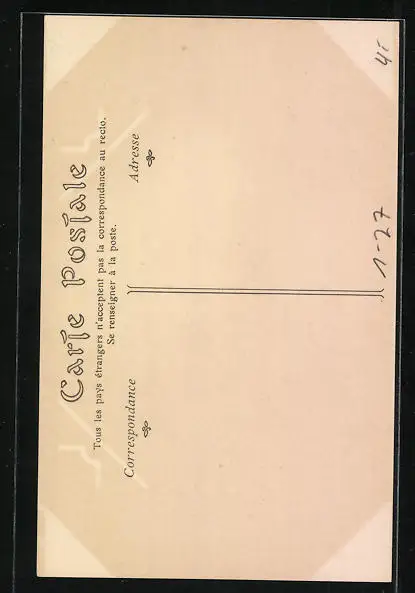 Carte Postale
Tous les pays étrangers n'acceptent pas la correspondance au recto.
Se renseigner à la poste.
Correspondance
Adresse
1-27